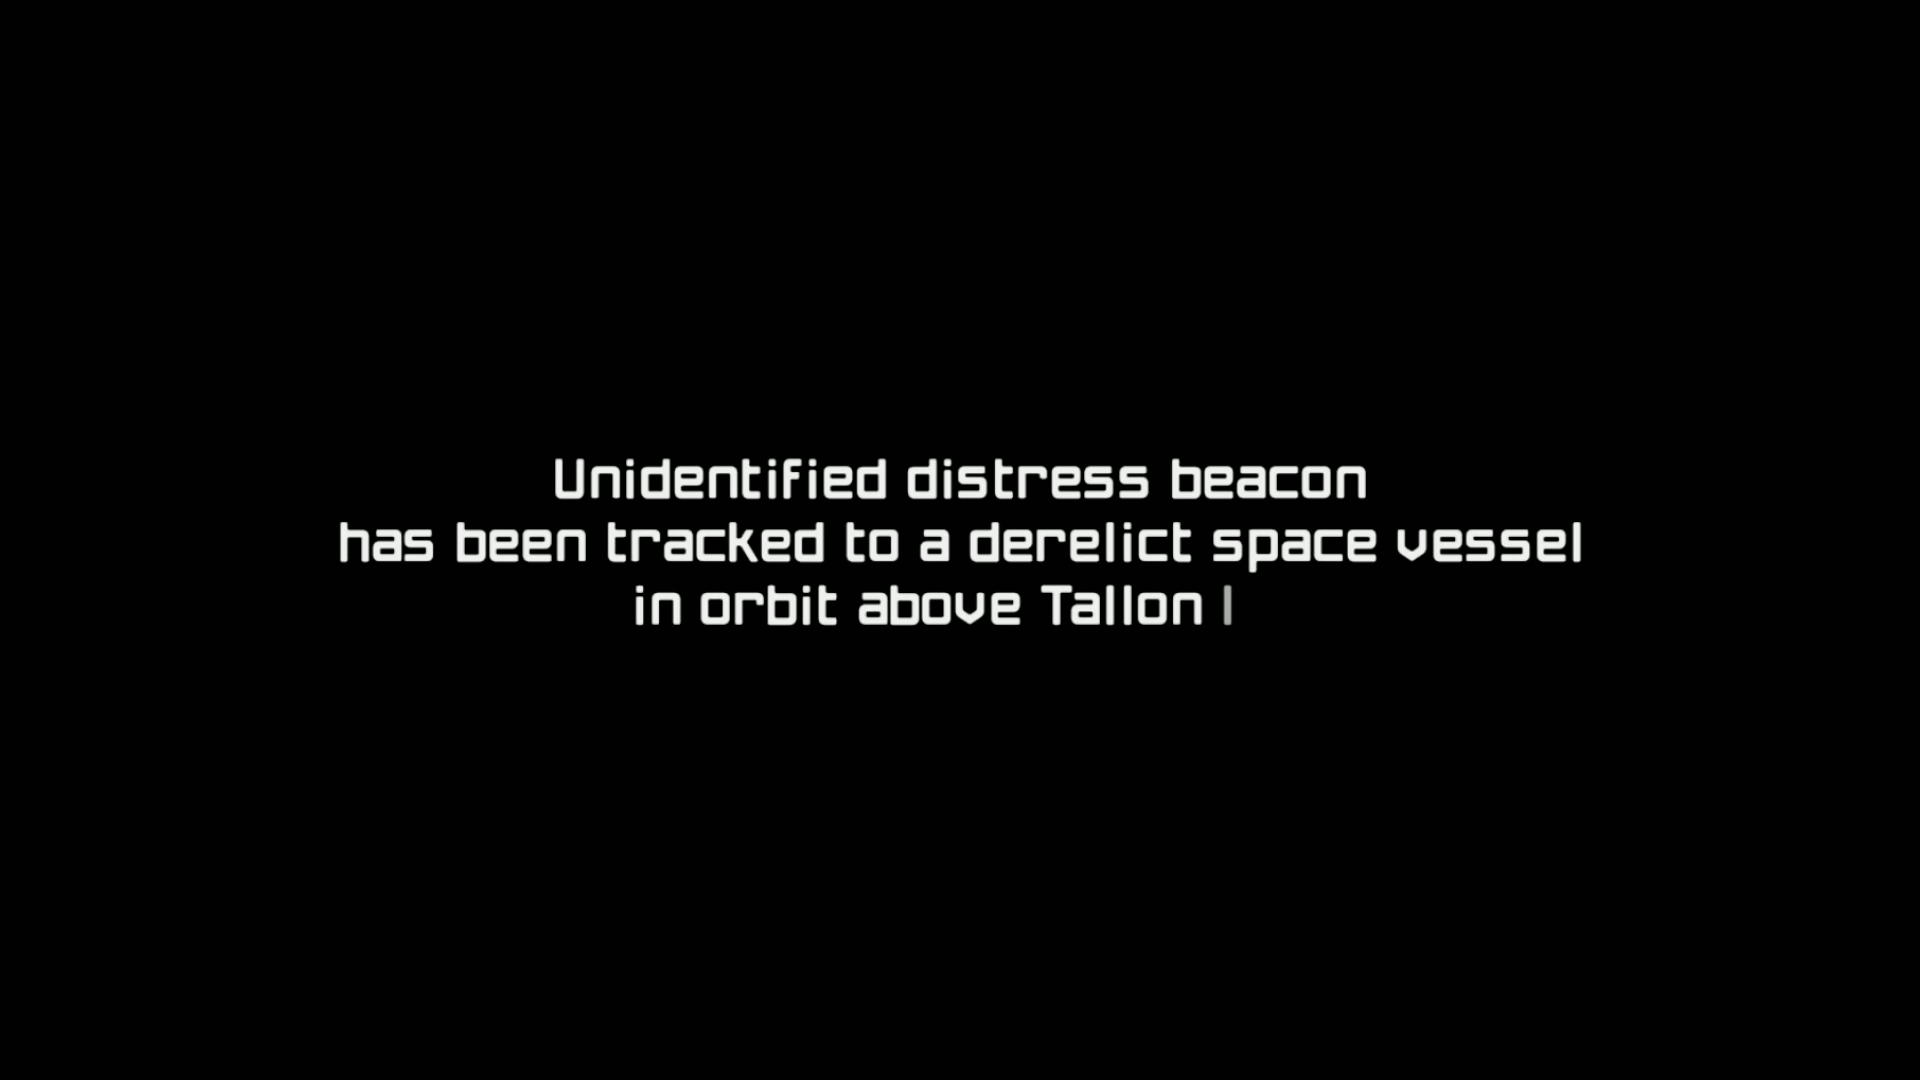 Unidentified distress beacon
has been tracked to a derelict space vessel
in orbit above Tallon I